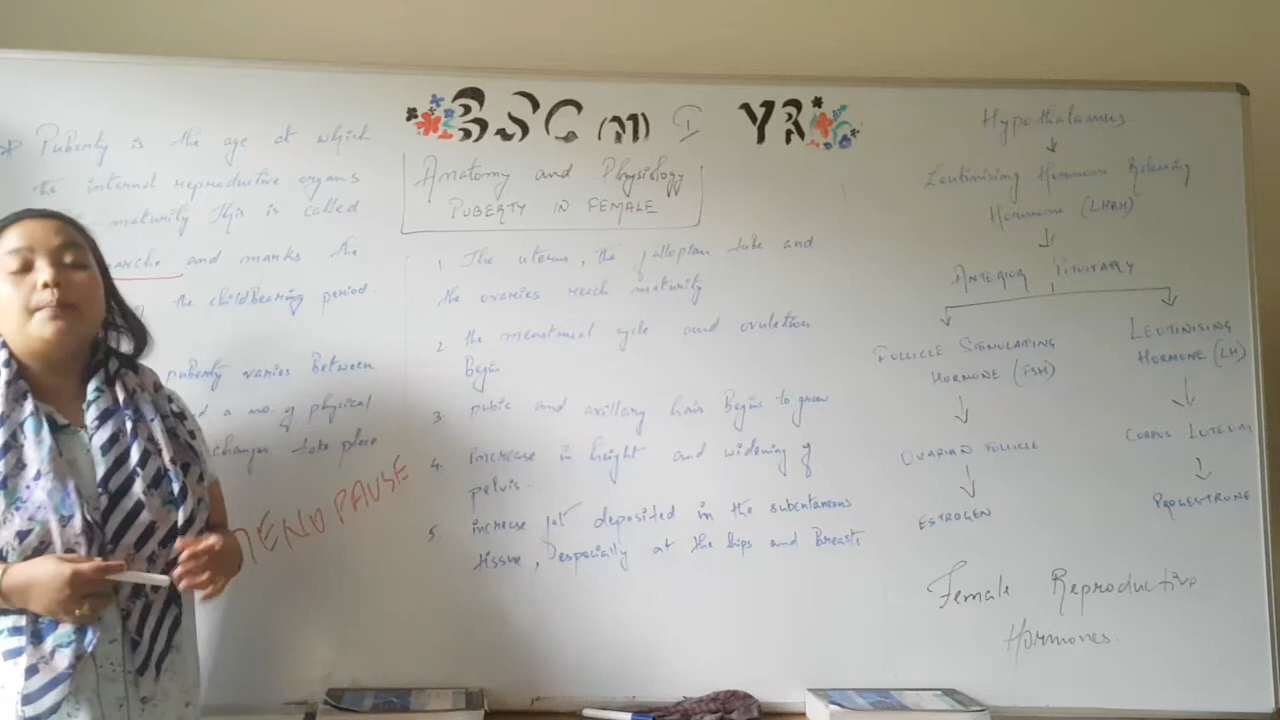 BSC (N) I YR
Anatomy and Physiology
PUBERTY IN FEMALE
* Puberty is the age at which
the internal reproductive organs
maturity This is called
arche and marks the
the childBearing period.
puberty varies Between
a no. of physical
changes take place
MENOPAUSE
1. The uterus, the fallopian tube and
the ovaries reach maturity
2. the menstrual cycle and ovulation
Begin
3. pubic and axillary hair Begins to grow
4. increase in height and widening of
pelvis.
5. increase fat deposited in the subcutaneous
tissue, especially at the hips and Breasts
Hypothalamus
Leutinising Hormone Releasing
Hormone (LHRH)
ANTERIOR PITUITARY
FOLLICLE STIMULATING
HORMONE (FSH)
OVARIAN FOLLICLE
ESTROGEN
LEUTINISING
HORMONE (LH)
CORPUS LUTEUM
PROGESTRONE
Female Reproductive
Hormones.